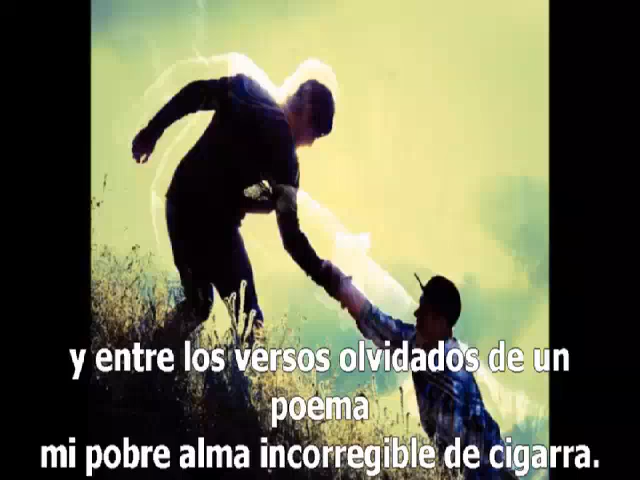 y entre los versos olvidados de un
poema
mi pobre alma incorregible de cigarra.